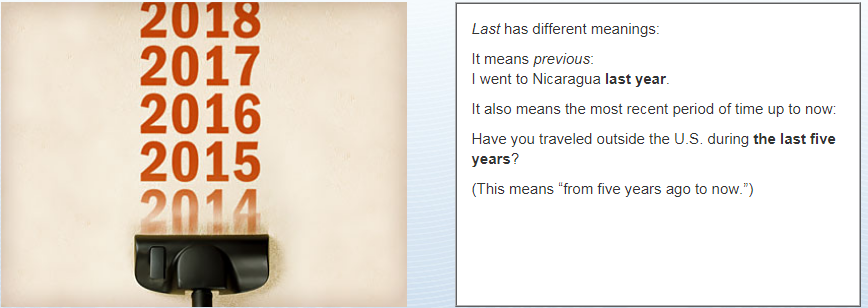 2018
2017
2016
2015
2014
Last has different meanings:
It means previous:
I went to Nicaragua last year.
It also means the most recent period of time up to now:
Have you traveled outside the U.S. during the last five
years?
(This means “from five years ago to now.”)